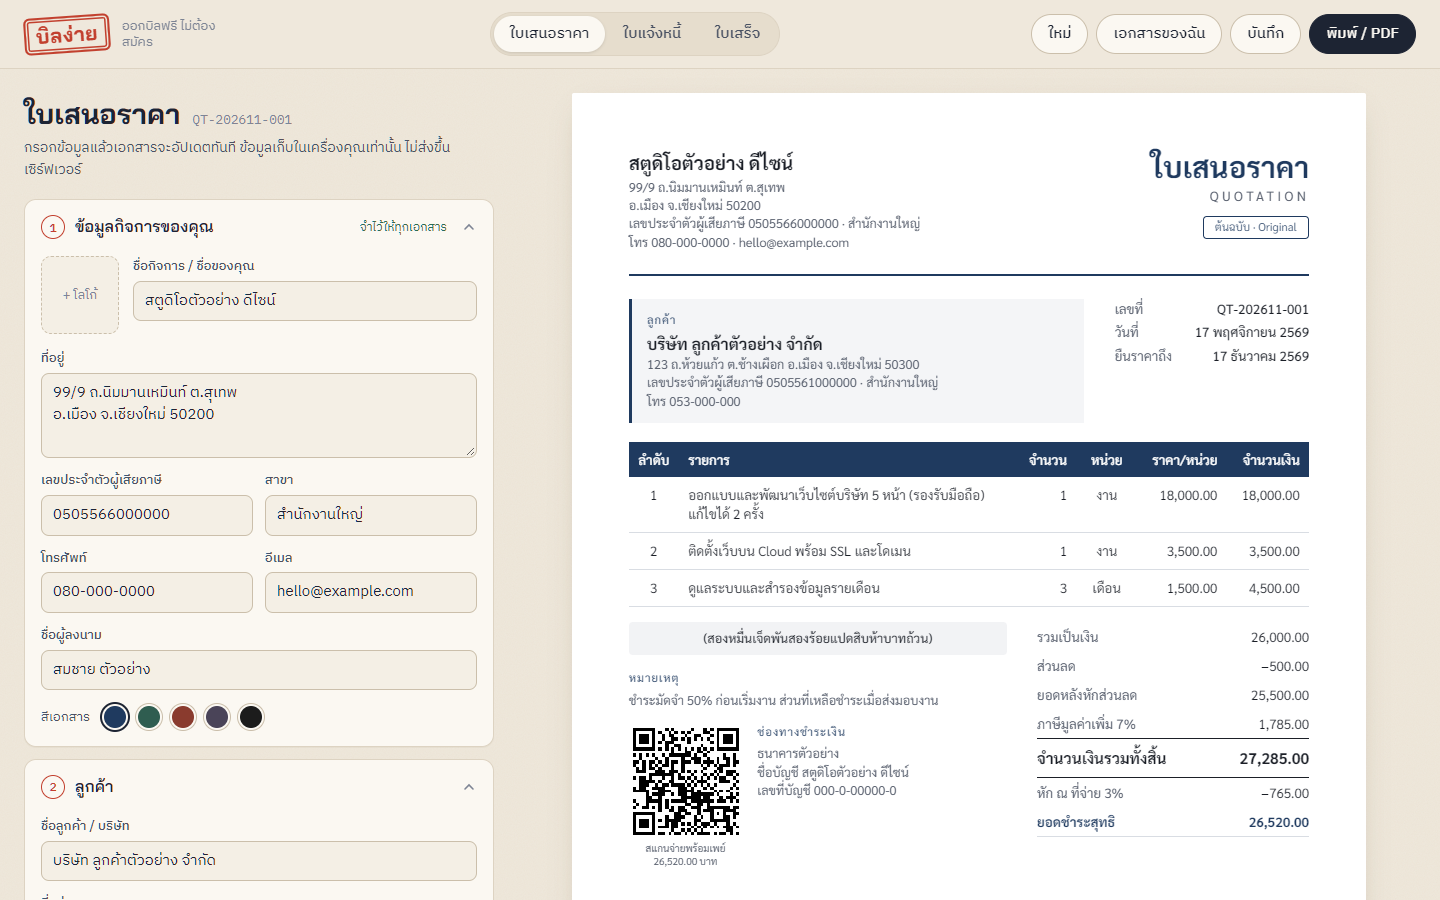 บิลง่าย
ออกบิลฟรี ไม่ต้อง
สมัคร
ใบเสนอราคา
ใบแจ้งหนี้
ใบเสร็จ
ใหม่
เอกสารของฉัน
บันทึก
พิมพ์ / PDF
ใบเสนอราคา QT-202611-001
กรอกข้อมูลแล้วเอกสารจะอัปเดตทันที ข้อมูลเก็บในเครื่องคุณเท่านั้น ไม่ส่งขึ้น
เซิร์ฟเวอร์
1 ข้อมูลกิจการของคุณ จำไว้ให้ทุกเอกสาร
+ โลโก้
ชื่อกิจการ / ชื่อของคุณ
สตูดิโอตัวอย่าง ดีไซน์
ที่อยู่
99/9 ถ.นิมมานเหมินท์ ต.สุเทพ
อ.เมือง จ.เชียงใหม่ 50200
เลขประจำตัวผู้เสียภาษี สาขา
0505566000000 สำนักงานใหญ่
โทรศัพท์ อีเมล
080-000-0000 hello@example.com
ชื่อผู้ลงนาม
สมชาย ตัวอย่าง
สีเอกสาร
2 ลูกค้า
ชื่อลูกค้า / บริษัท
บริษัท ลูกค้าตัวอย่าง จำกัด
สตูดิโอตัวอย่าง ดีไซน์
99/9 ถ.นิมมานเหมินท์ ต.สุเทพ
อ.เมือง จ.เชียงใหม่ 50200
เลขประจำตัวผู้เสียภาษี 0505566000000 · สำนักงานใหญ่
โทร 080-000-0000 · hello@example.com
ใบเสนอราคา
QUOTATION
ต้นฉบับ · Original
ลูกค้า
บริษัท ลูกค้าตัวอย่าง จำกัด
123 ถ.ห้วยแก้ว ต.ช้างเผือก อ.เมือง จ.เชียงใหม่ 50300
เลขประจำตัวผู้เสียภาษี 0505561000000 · สำนักงานใหญ่
โทร 053-000-000
เลขที่ QT-202611-001
วันที่ 17 พฤศจิกายน 2569
ยืนราคาถึง 17 ธันวาคม 2569
ลำดับ รายการ จำนวน หน่วย ราคา/หน่วย จำนวนเงิน
1 ออกแบบและพัฒนาเว็บไซต์บริษัท 5 หน้า (รองรับมือถือ) 1 งาน 18,000.00 18,000.00
แก้ไขได้ 2 ครั้ง
2 ติดตั้งเว็บบน Cloud พร้อม SSL และโดเมน 1 งาน 3,500.00 3,500.00
3 ดูแลระบบและสำรองข้อมูลรายเดือน 3 เดือน 1,500.00 4,500.00
(สองหมื่นเจ็ดพันสองร้อยแปดสิบห้าบาทถ้วน)
หมายเหตุ
ชำระมัดจำ 50% ก่อนเริ่มงาน ส่วนที่เหลือชำระเมื่อส่งมอบงาน
ช่องทางชำระเงิน
ธนาคารตัวอย่าง
ชื่อบัญชี สตูดิโอตัวอย่าง ดีไซน์
เลขที่บัญชี 000-0-00000-0
สแกนจ่ายพร้อมเพย์
26,520.00 บาท
รวมเป็นเงิน 26,000.00
ส่วนลด −500.00
ยอดหลังหักส่วนลด 25,500.00
ภาษีมูลค่าเพิ่ม 7% 1,785.00
จำนวนเงินรวมทั้งสิ้น 27,285.00
หัก ณ ที่จ่าย 3% −765.00
ยอดชำระสุทธิ 26,520.00